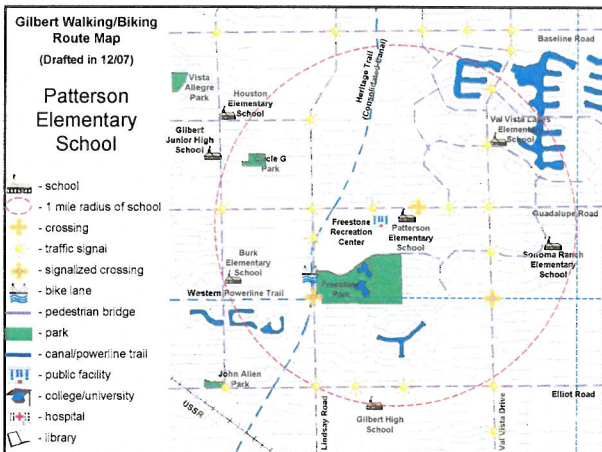 Gilbert Walking/Biking
Route Map
(Drafted in 12/07)
Patterson
Elementary
School
- school
- 1 mile radius of school
- crossing
- traffic signal
- signalized crossing
- bike lane
- pedestrian bridge
- park
- canal/powerline trail
- public facility
- college/university
- hospital
- library
Baseline Road
Heritage Trail
(Consolidated Canal)
Vista
Allegre
Park
Houston
Elementary
School
Val Vista Lakes
Elementary
School
Gilbert
Junior High
School
Circle G
Park
Guadalupe Road
Freestone
Recreation
Center
Patterson
Elementary
School
Sonoma Ranch
Elementary
School
Burk
Elementary
School
Western Powerline Trail
Freestone
Park
John Allen
Park
USSR
Lindsay Road
Gilbert High
School
Val Vista Drive
Elliot Road